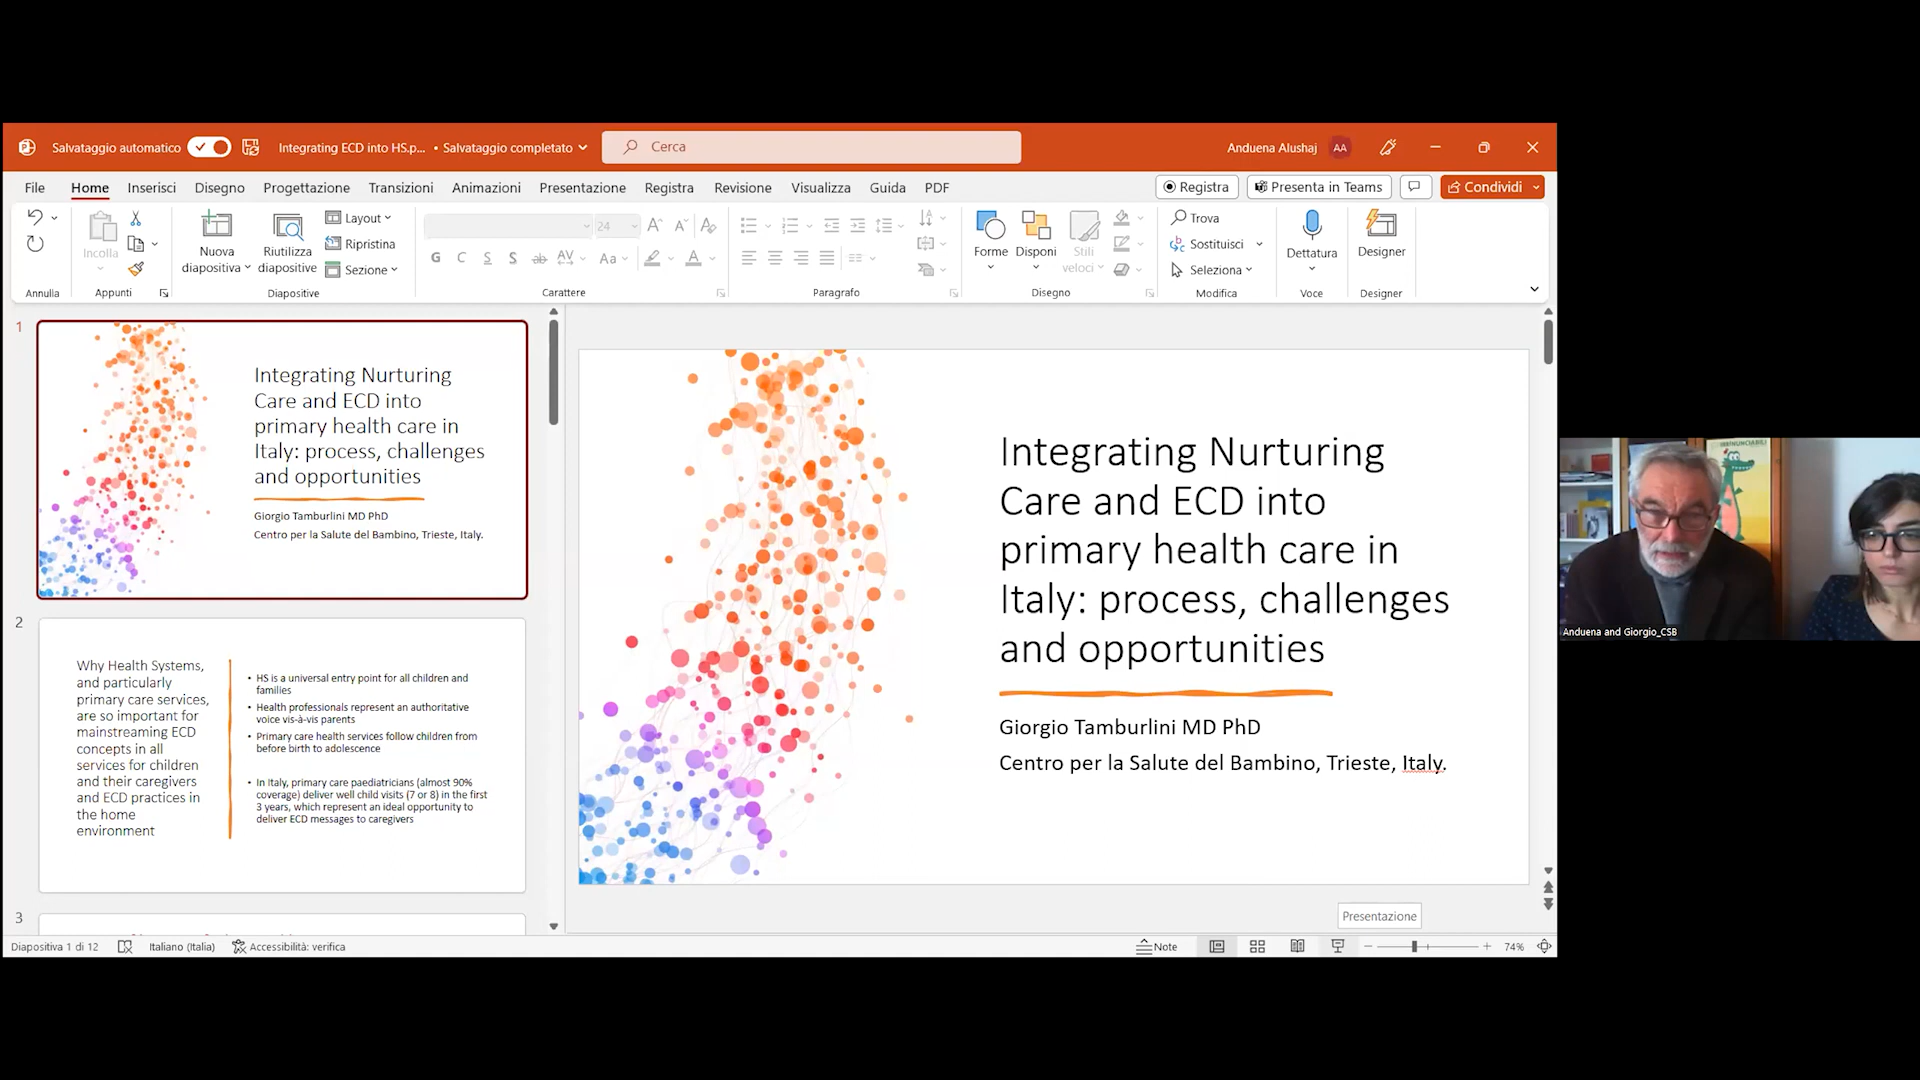 Salvataggio automatico
Integrating ECD into HS.p... • Salvataggio completato
Cerca
Anduena Alushaj
AA
File
Home
Inserisci
Disegno
Progettazione
Transizioni
Animazioni
Presentazione
Registra
Revisione
Visualizza
Guida
PDF
Registra
Presenta in Teams
Condividi
Annulla
Incolla
Appunti
Nuova
diapositiva
Riutilizza
diapositive
Layout
Ripristina
Sezione
Diapositive
24
G C S S ab AV Aa A
Carattere
Paragrafo
Forme
Disponi
Stili
veloci
Disegno
Trova
Sostituisci
Seleziona
Modifica
Dettatura
Voce
Designer
Designer
1
Integrating Nurturing
Care and ECD into
primary health care in
Italy: process, challenges
and opportunities
Giorgio Tamburlini MD PhD
Centro per la Salute del Bambino, Trieste, Italy.
2
Why Health Systems,
and particularly
primary care services,
are so important for
mainstreaming ECD
concepts in all
services for children
and their caregivers
and ECD practices in
the home
environment
• HS is a universal entry point for all children and
families
• Health professionals represent an authoritative
voice vis-à-vis parents
• Primary care health services follow children from
before birth to adolescence
• In Italy, primary care paediatricians (almost 90%
coverage) deliver well child visits (7 or 8) in the first
3 years, which represent an ideal opportunity to
deliver ECD messages to caregivers
3
Integrating Nurturing
Care and ECD into
primary health care in
Italy: process, challenges
and opportunities
Giorgio Tamburlini MD PhD
Centro per la Salute del Bambino, Trieste, Italy.
Presentazione
Anduena and Giorgio_CSB
Diapositiva 1 di 12
Italiano (Italia)
Accessibilità: verifica
Note
74%